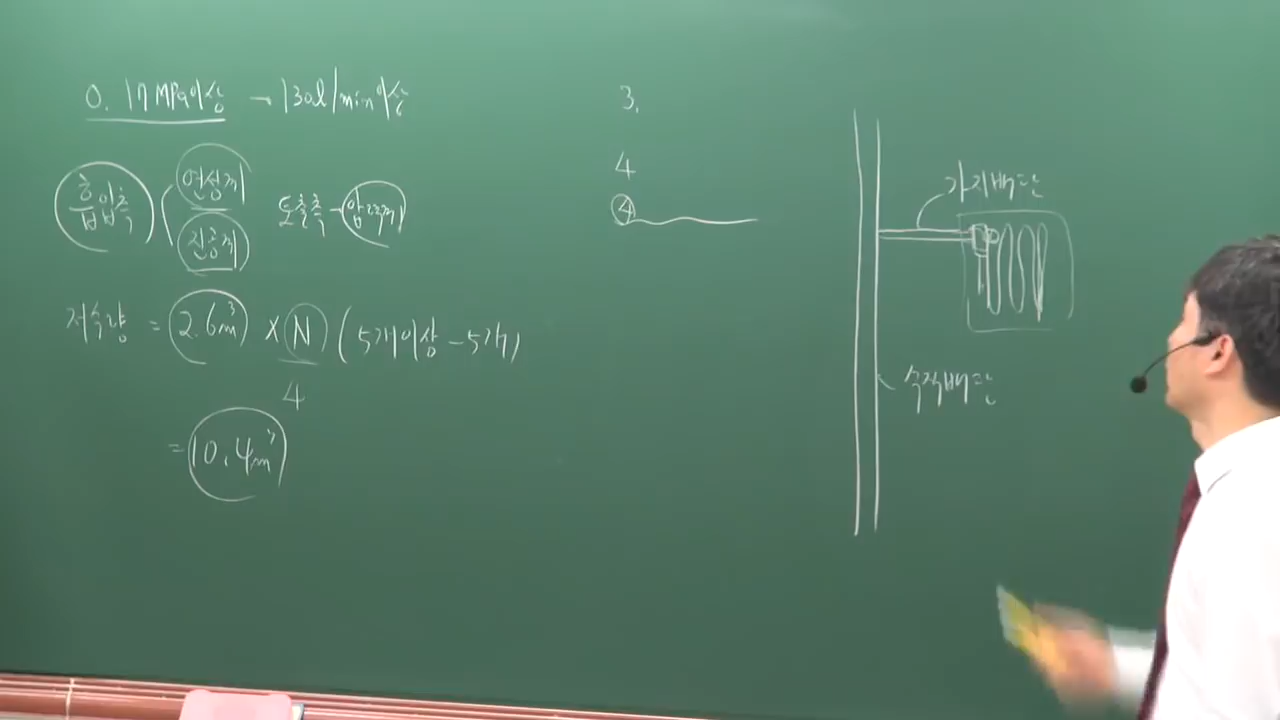 0.17MPa이상 → 130l/min이상
흡입측 ( 연성계
진공계
토출측 - 압력계
저수량 = 2.6m³ × N (5개이상 - 5개)
4
= 10.4m³
3.
4
④
가지배관
수직배관